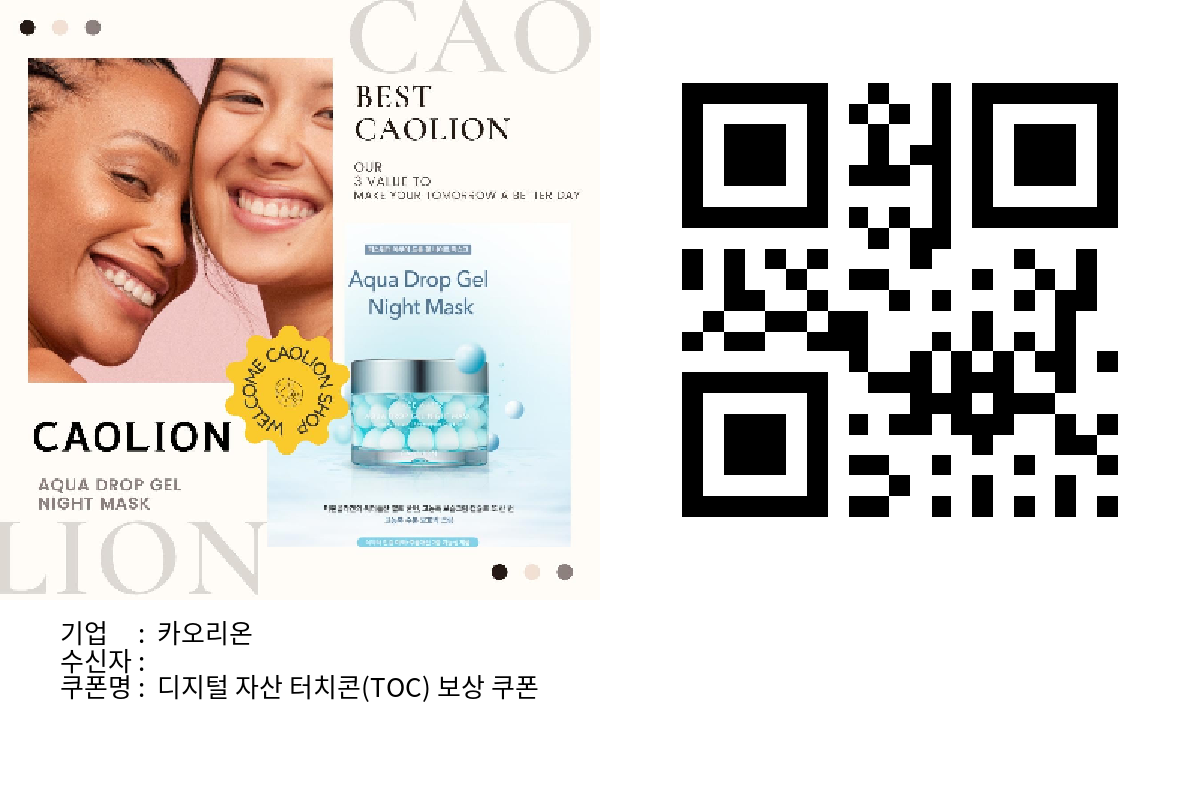 CAO
BEST
CAOLION
OUR
3 VALUE TO
MAKE YOUR TOMORROW A BETTER DAY
Aqua Drop Gel
Night Mask
WELCOME CAOLION SHOP
CAOLION
AQUA DROP GEL
NIGHT MASK
LION
기업 : 카오리온
수신자 :
쿠폰명 : 디지털 자산 터치콘(TOC) 보상 쿠폰